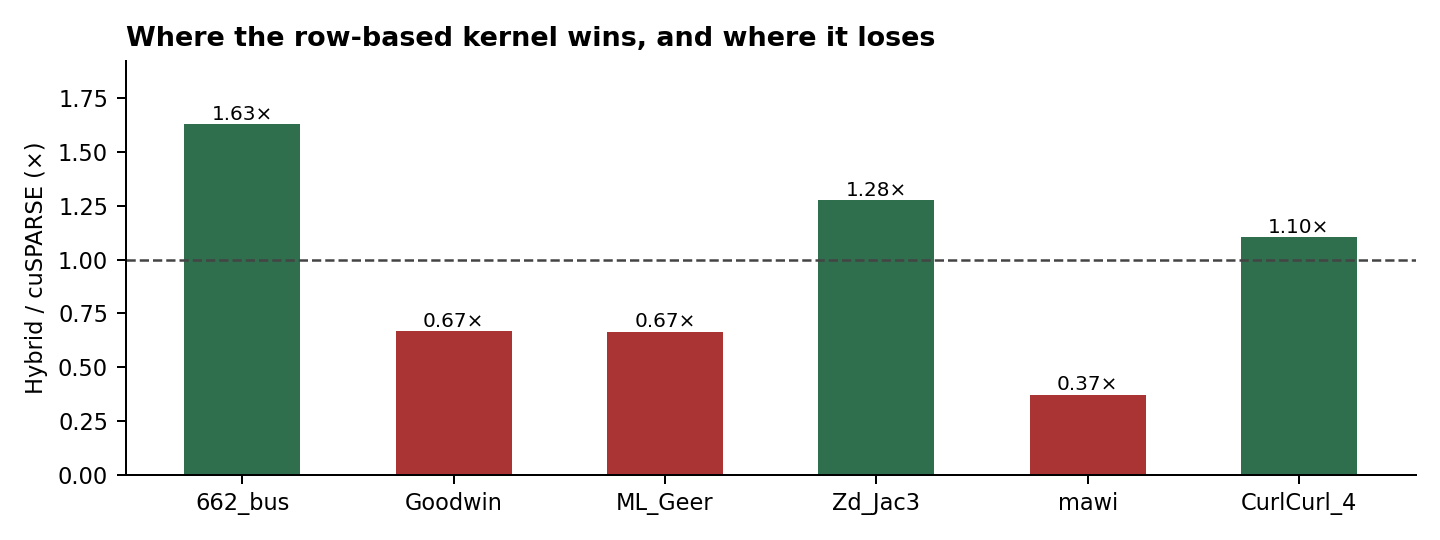 Where the row-based kernel wins, and where it loses
Hybrid / cuSPARSE (×)
1.75
1.50
1.25
1.00
0.75
0.50
0.25
0.00
1.63×
0.67×
0.67×
1.28×
0.37×
1.10×
662_bus
Goodwin
ML_Geer
Zd_Jac3
mawi
CurlCurl_4